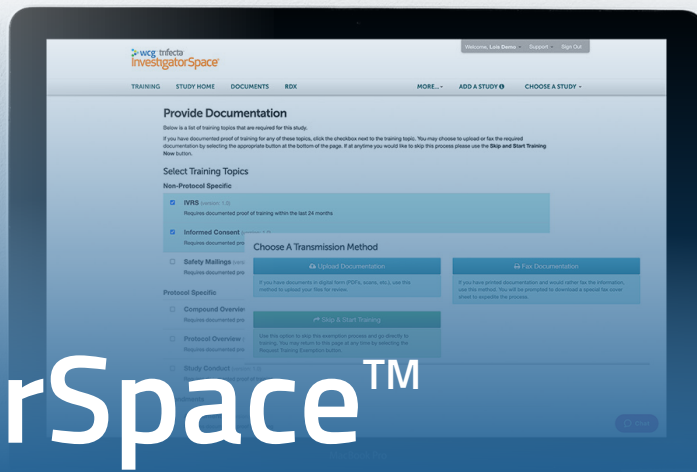 Welcome, Lois Demo Support Sign Out
wcg trifecta
InvestigatorSpace
TRAINING STUDY HOME DOCUMENTS RDX MORE... ADD A STUDY CHOOSE A STUDY
Provide Documentation
Below is a list of training topics that are required for this study.
If you have documented proof of training for any of these topics, click the checkbox next to the training topic. You may choose to upload or fax the required
documentation by selecting the appropriate button at the bottom of the page. If at anytime you would like to skip this process please use the Skip and Start Training
Now button.
Select Training Topics
Non-Protocol Specific
IVRS (version: 1.0)
Requires documented proof of training within the last 24 months
Informed Consent
Requires documented pro
Safety Mailings
Requires documented pro
Protocol Specific
Compound Overvie
Requires documented pro
Protocol Overview
Requires documented pro
Study Conduct
Choose A Transmission Method
Upload Documentation
If you have documents in digital form (PDFs, scans, etc.), use this
method to upload your files for review.
Fax Documentation
If you have printed documentation and would rather fax the information,
use this method. You will be prompted to download a special fax cover
sheet to expedite the process.
Skip & Start Training
Use this option to skip this exemption process and go directly to
training. You may return to this page at any time by selecting the
Request Training Exemption button.
rSpace™
Chat